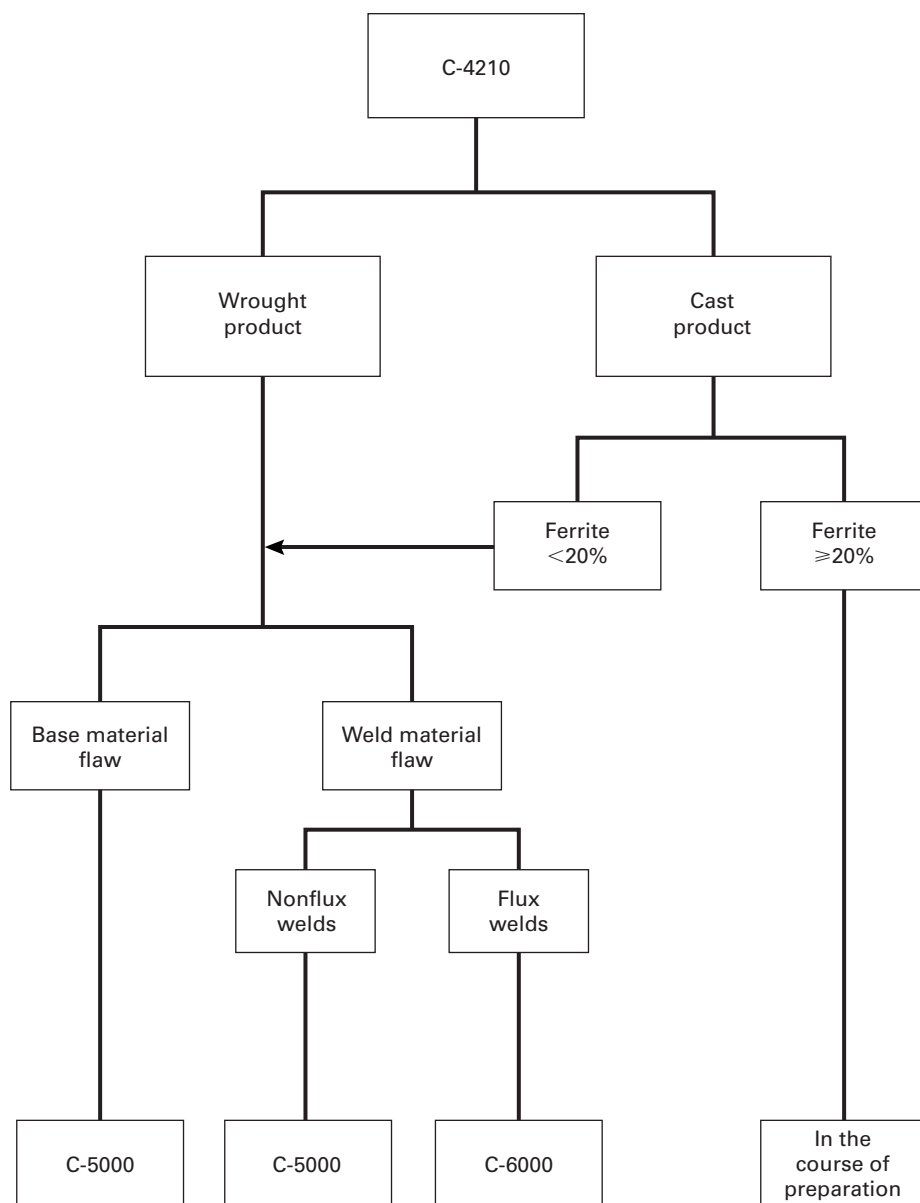 C-4210
Wrought
product
Cast
product
Ferrite
<20%
Ferrite
⩾20%
Base material
flaw
Weld material
flaw
Nonflux
welds
Flux
welds
C-5000
C-5000
C-6000
In the
course of
preparation